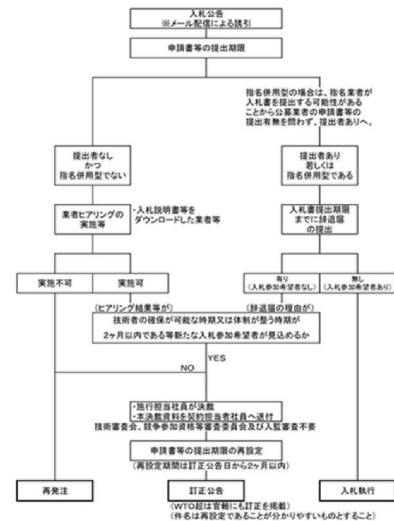 入札公告
※メール配信による誘引
申請書等の提出期限
指名併用型の場合は、指名業者が
入札書を提出する可能性がある
ことから公募業者の申請書等の
提出有無を問わず、提出者ありへ。
提出者なし
かつ
指名併用型でない
提出者あり
若しくは
指名併用型である
業者ヒアリングの
実施等
・入札説明書等を
ダウンロードした業者等
入札書提出期限
までに辞退届
の提出
実施不可
実施可
有り
(入札参加希望者なし)
無し
(入札参加希望者あり)
(ヒアリング結果等が)
(辞退届の理由が)
技術者の確保が可能な時期又は体制が整う時期が
2ヶ月以内である等新たな入札参加希望者が見込めるか
YES
NO
・施行担当社員が決裁
・本決裁資料を契約担当者社員へ送付
技術審査会、競争参加資格等審査委員会及び入監審査不要
申請書等の提出期限の再設定
(再設定期間は訂正公告日から2ヶ月以内)
再発注
訂正公告
入札執行
(WTO超は官報にも訂正を掲載)
(件名は再設定であることが分かりやすいものとすること)